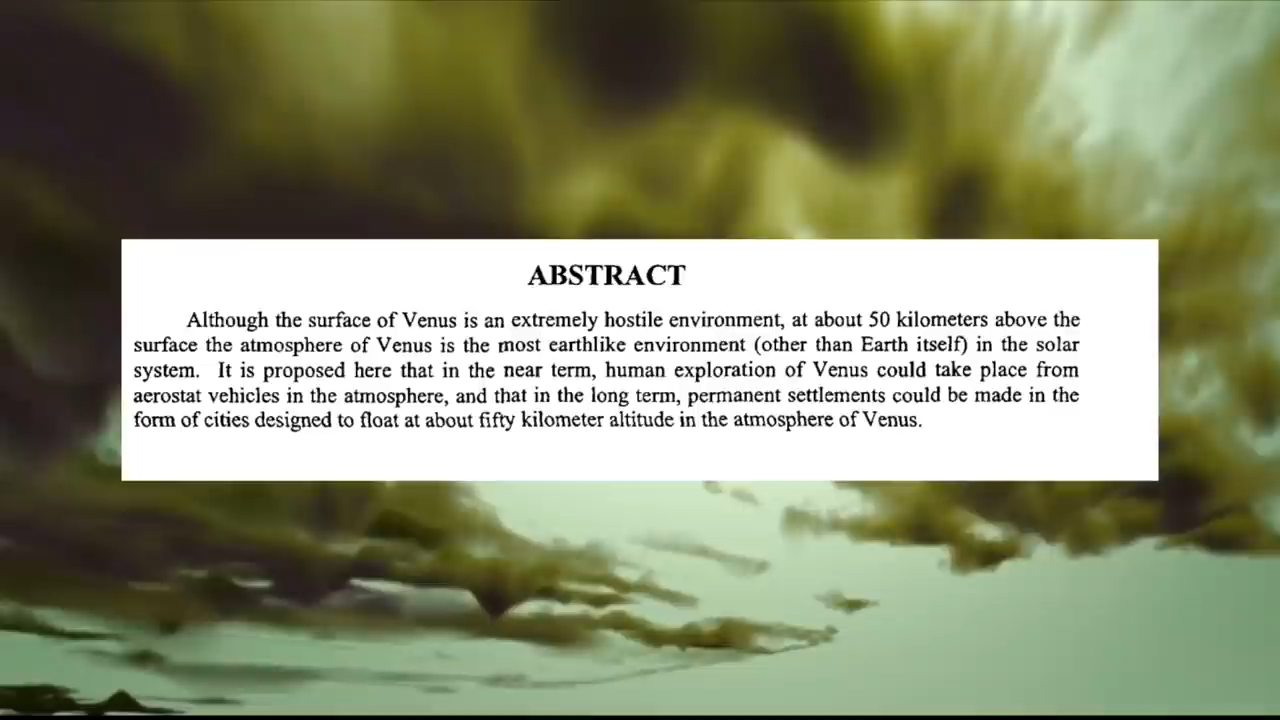 ABSTRACT
Although the surface of Venus is an extremely hostile environment, at about 50 kilometers above the
surface the atmosphere of Venus is the most earthlike environment (other than Earth itself) in the solar
system. It is proposed here that in the near term, human exploration of Venus could take place from
aerostat vehicles in the atmosphere, and that in the long term, permanent settlements could be made in the
form of cities designed to float at about fifty kilometer altitude in the atmosphere of Venus.